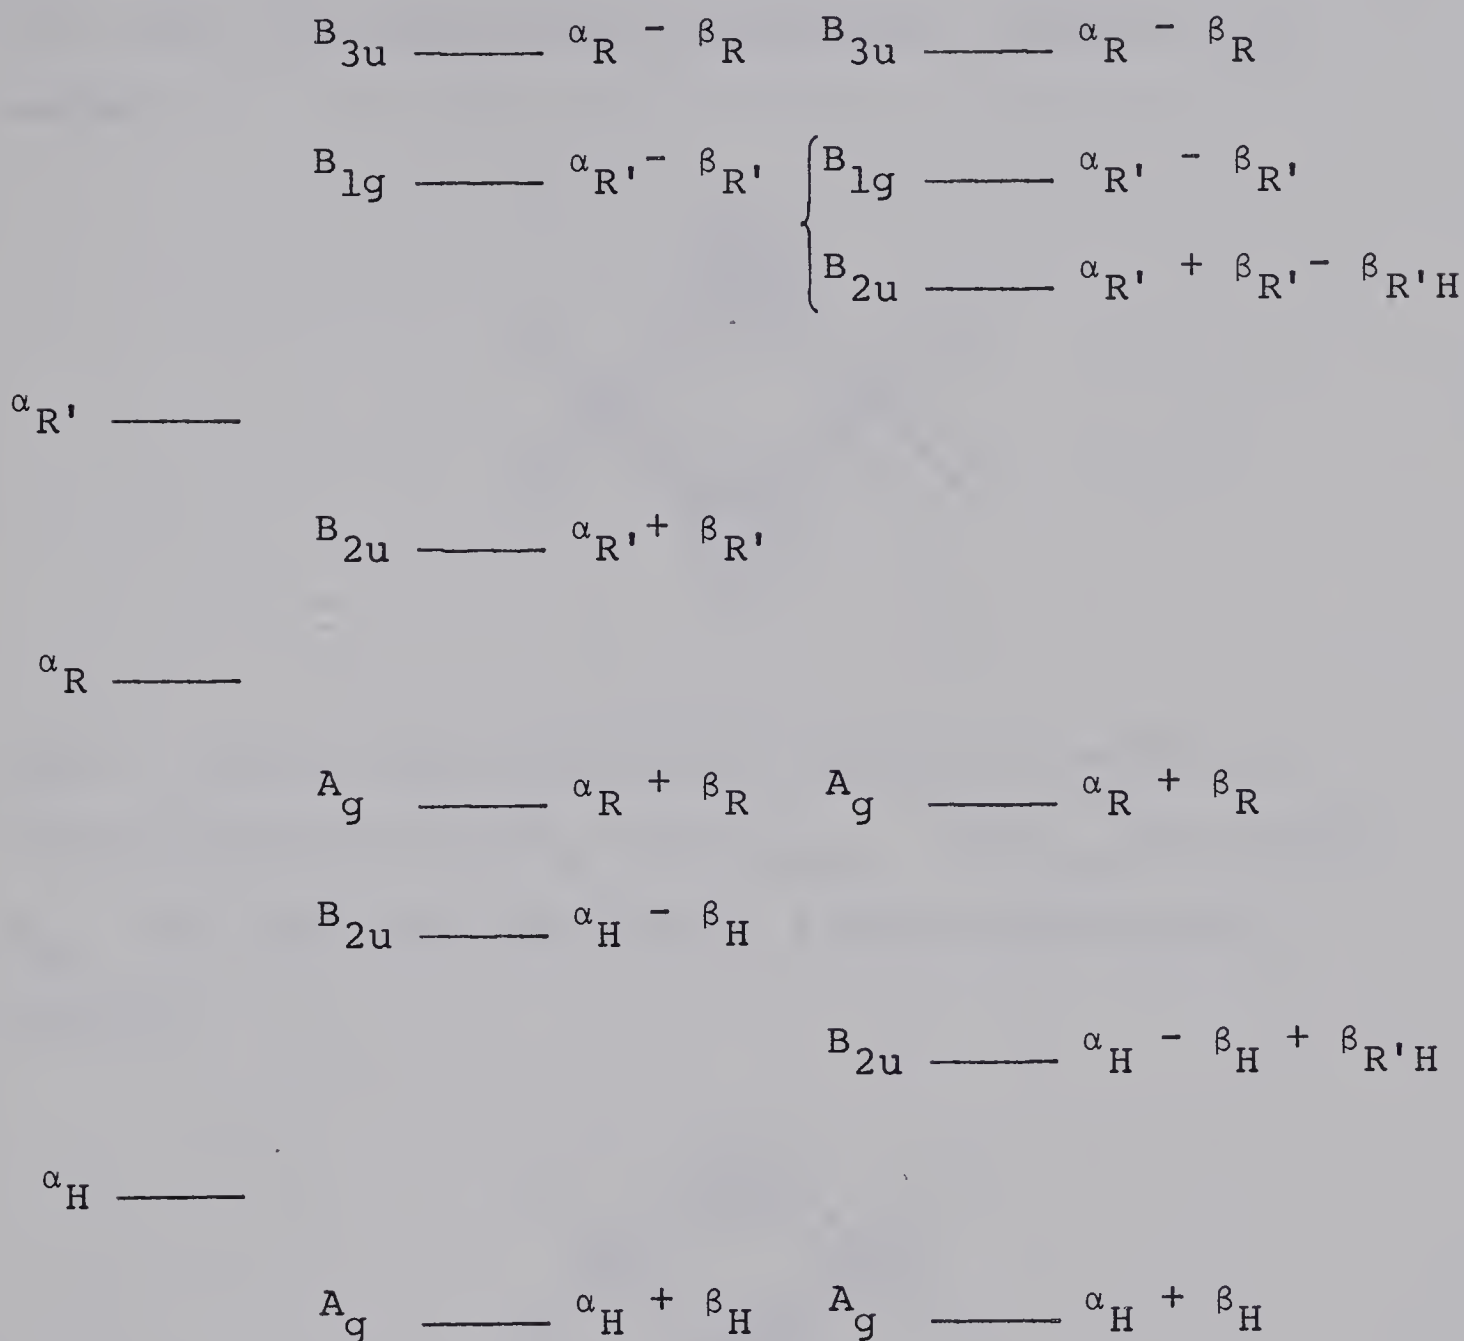 B3u αR - βR B3u αR - βR
B1g αR' - βR' B1g αR' - βR'
B2u αR' + βR' - βR'H
αR'
B2u αR' + βR'
αR
Ag αR + βR Ag αR + βR
B2u αH - βH
B2u αH - βH + βR'H
αH
Ag αH + βH Ag αH + βH